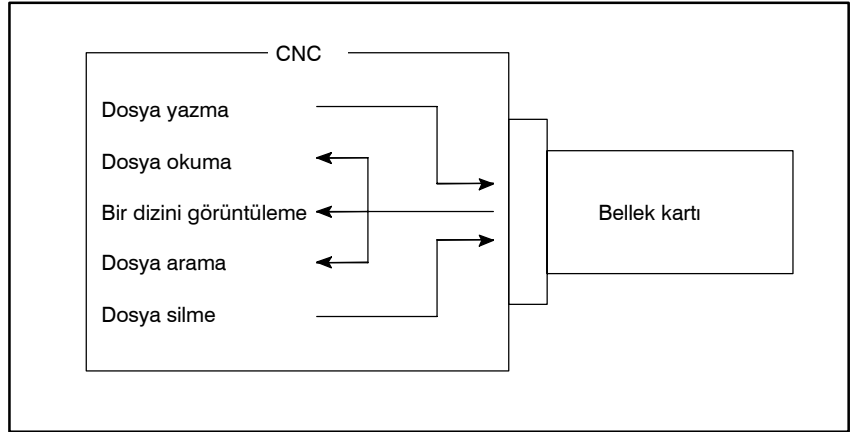 CNC
Dosya yazma
Dosya okuma
Bir dizini görüntüleme
Dosya arama
Dosya silme
Bellek kartı